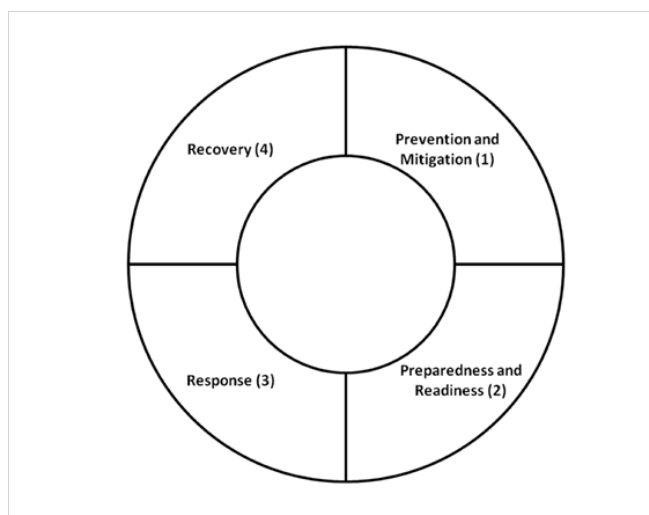 Recovery (4)
Prevention and
Mitigation (1)
Response (3)
Preparedness and
Readiness (2)